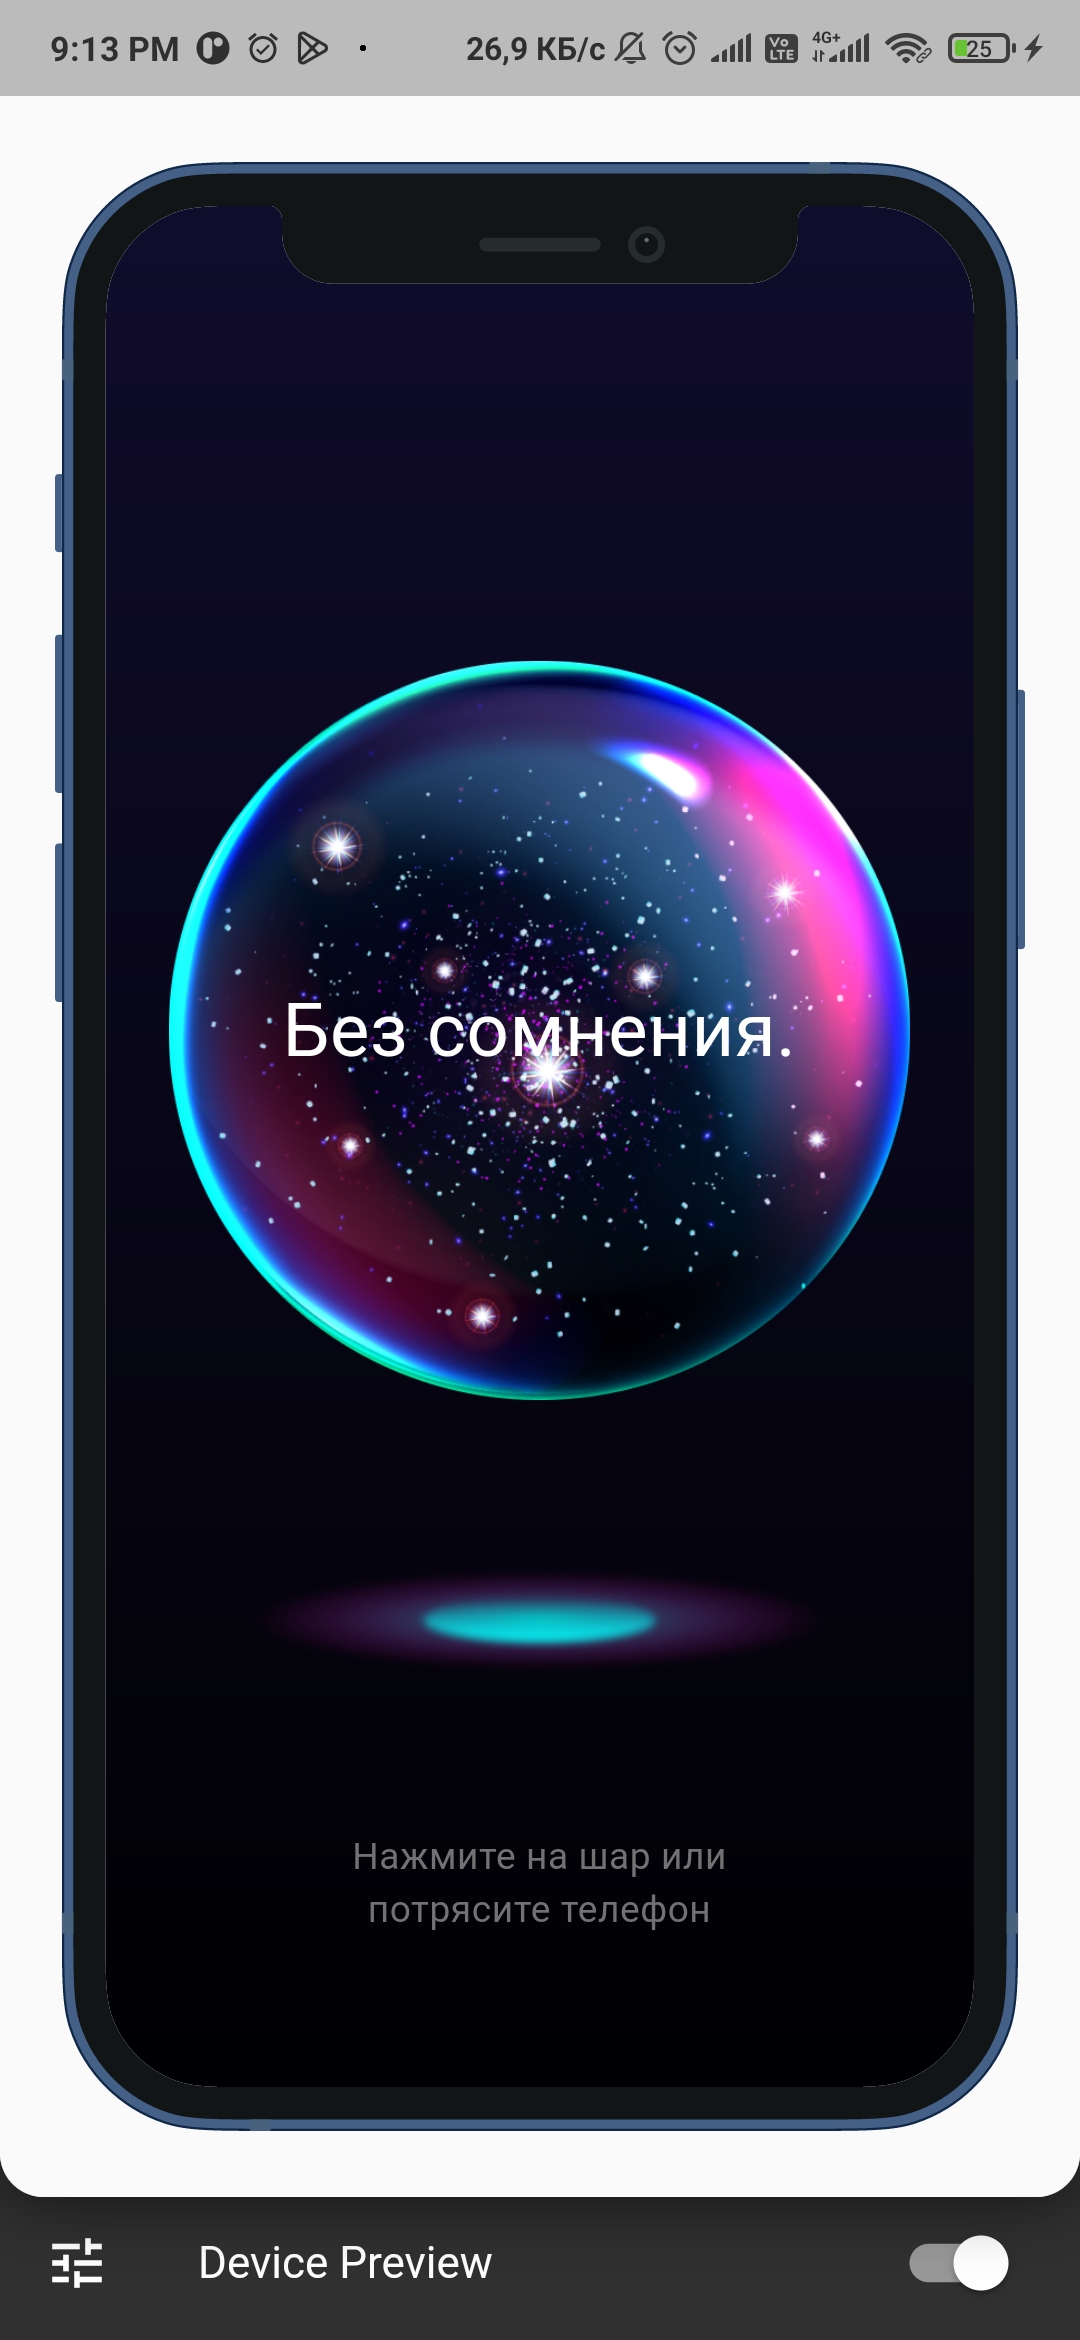 9:13 PM 26,9 КБ/с Vo LTE 4G+ 25
Без сомнения.
Нажмите на шар или
потрясите телефон
Device Preview